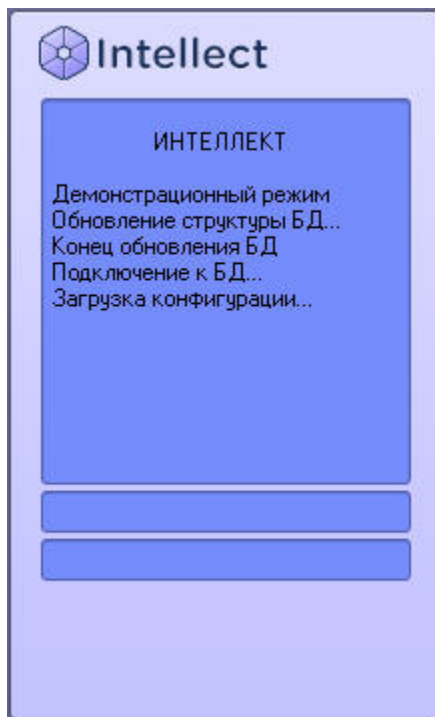 Intellect
ИНТЕЛЛЕКТ
Демонстрационный режим
Обновление структуры БД...
Конец обновления БД
Подключение к БД...
Загрузка конфигурации...